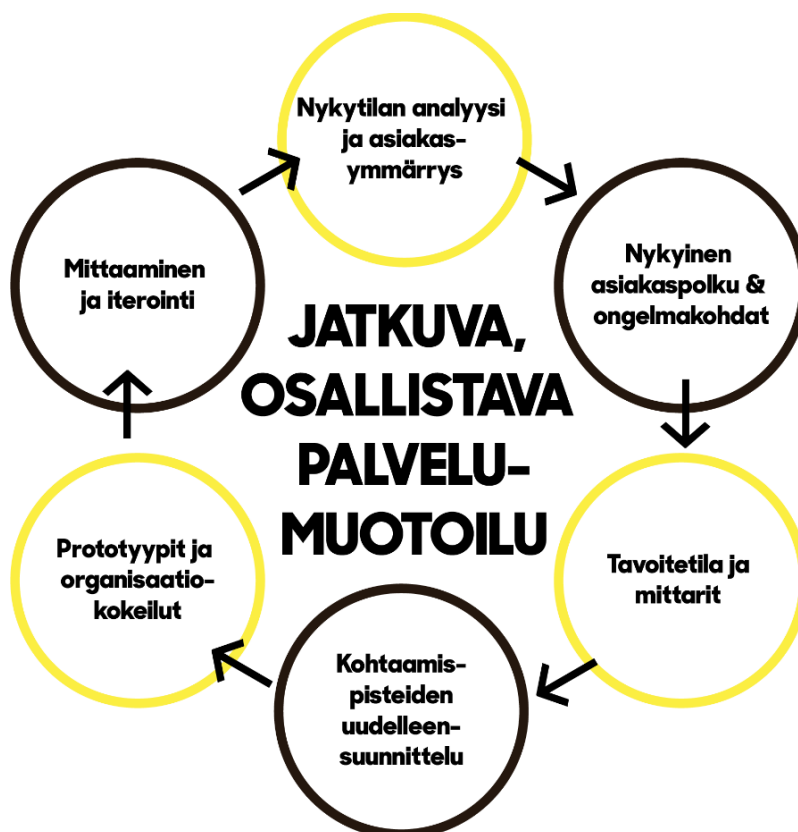 Nykytilan analyysi
ja asiakas-
ymmärrys
Nykyinen
asiakaspolku &
ongelmakohdat
Tavoitetila ja
mittarit
Kohtaamis-
pisteiden
uudelleen-
suunnittelu
Prototyypit ja
organisaatio-
kokeilut
Mittaaminen
ja iterointi
JATKUVA,
OSALLISTAVA
PALVELU-
MUOTOILU